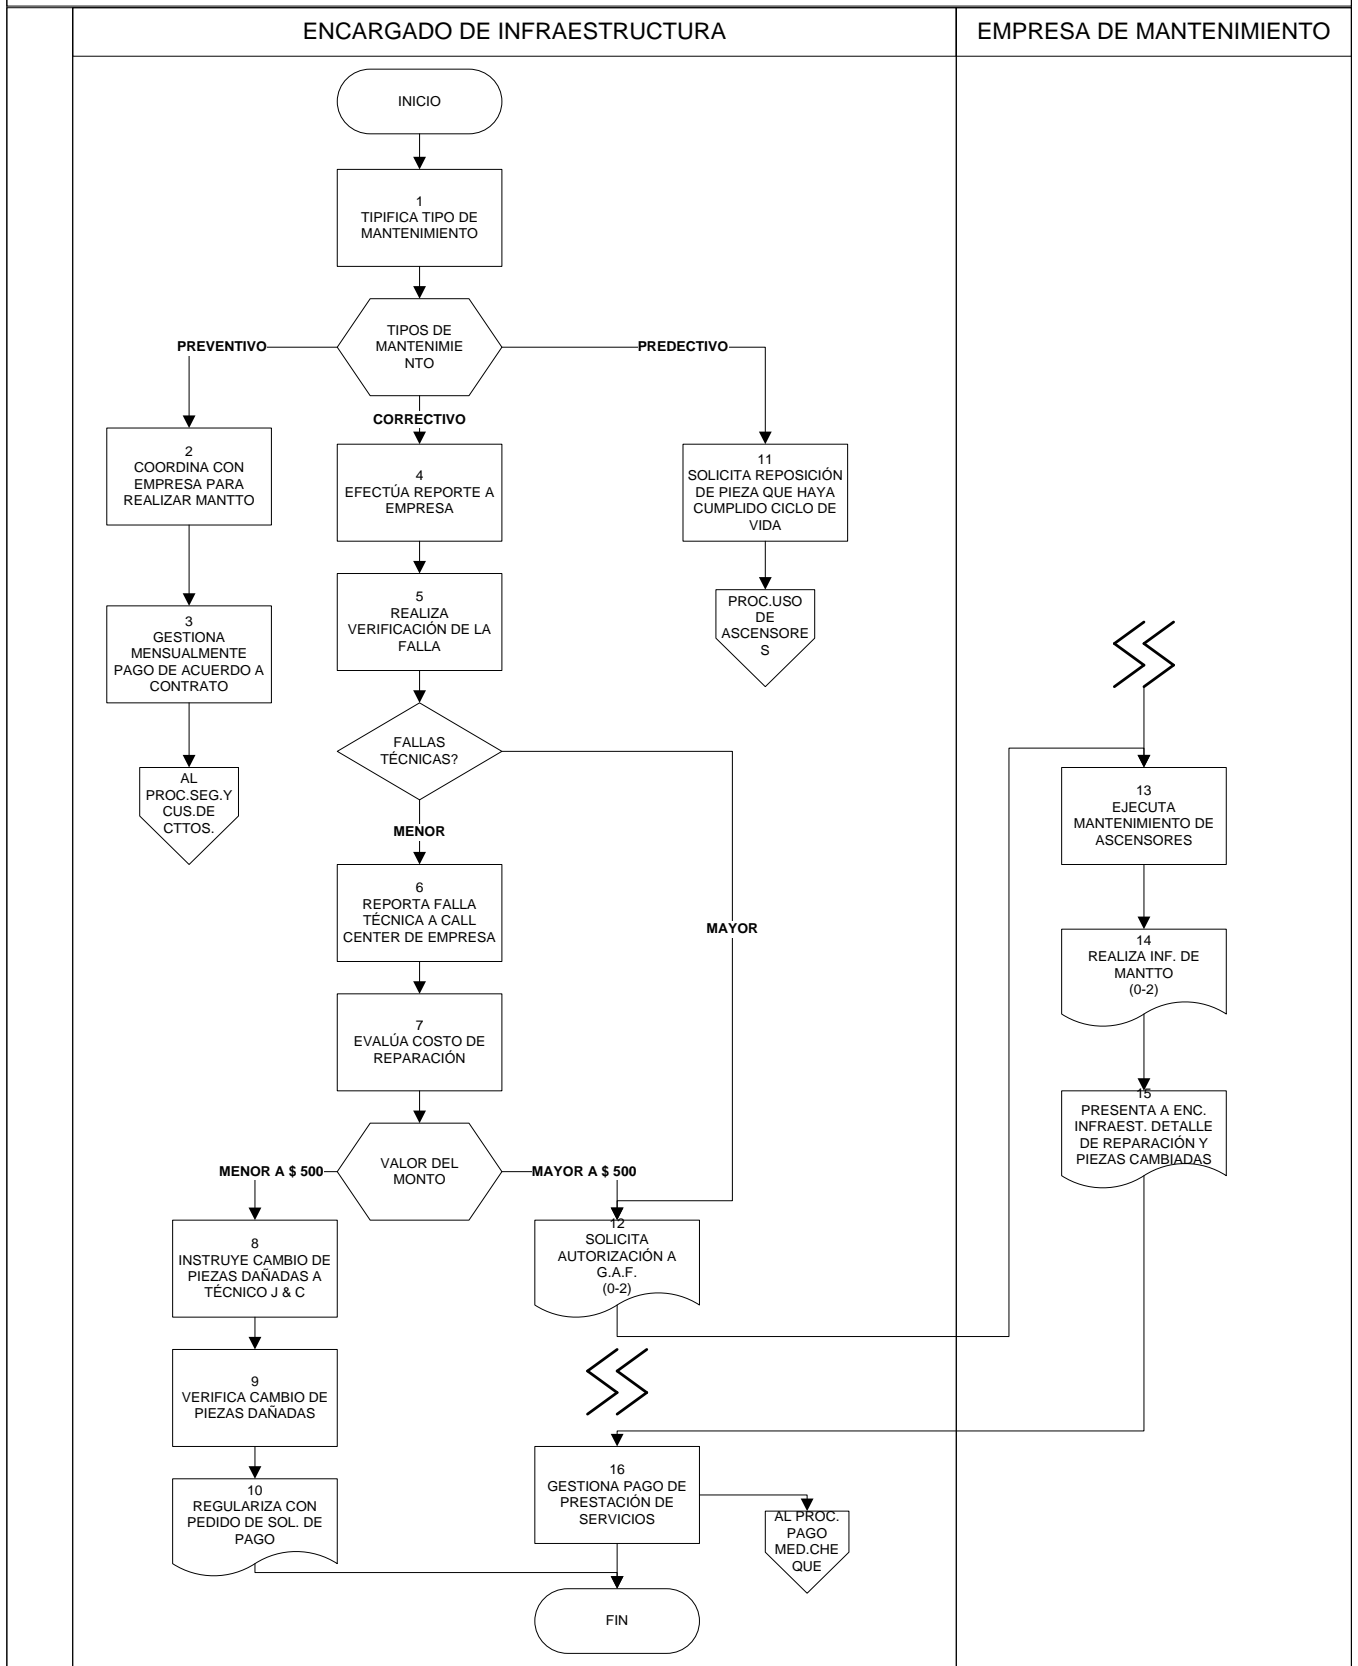 ENCARGADO DE INFRAESTRUCTURA
EMPRESA DE MANTENIMIENTO
INICIO
1
TIPIFICA TIPO DE
MANTENIMIENTO
TIPOS DE
MANTENIMIE
NTO
PREVENTIVO
PREDECTIVO
CORRECTIVO
2
COORDINA CON
EMPRESA PARA
REALIZAR MANTTO
4
EFECTÚA REPORTE A
EMPRESA
11
SOLICITA REPOSICIÓN
DE PIEZA QUE HAYA
CUMPLIDO CICLO DE
VIDA
3
GESTIONA
MENSUALMENTE
PAGO DE ACUERDO A
CONTRATO
5
REALIZA
VERIFICACIÓN DE LA
FALLA
PROC.USO
DE
ASCENSORE
S
AL
PROC.SEG.Y
CUS.DE
CTTOS.
FALLAS
TÉCNICAS?
MENOR
MAYOR
13
EJECUTA
MANTENIMIENTO DE
ASCENSORES
6
REPORTA FALLA
TÉCNICA A CALL
CENTER DE EMPRESA
14
REALIZA INF. DE
MANTTO
(0-2)
7
EVALÚA COSTO DE
REPARACIÓN
15
PRESENTA A ENC.
INFRAEST. DETALLE
DE REPARACIÓN Y
PIEZAS CAMBIADAS
VALOR DEL
MONTO
MENOR A $ 500
MAYOR A $ 500
8
INSTRUYE CAMBIO DE
PIEZAS DAÑADAS A
TÉCNICO J & C
12
SOLICITA
AUTORIZACIÓN A
G.A.F.
(0-2)
9
VERIFICA CAMBIO DE
PIEZAS DAÑADAS
10
REGULARIZA CON
PEDIDO DE SOL. DE
PAGO
16
GESTIONA PAGO DE
PRESTACIÓN DE
SERVICIOS
AL PROC.
PAGO
MED.CHE
QUE
FIN